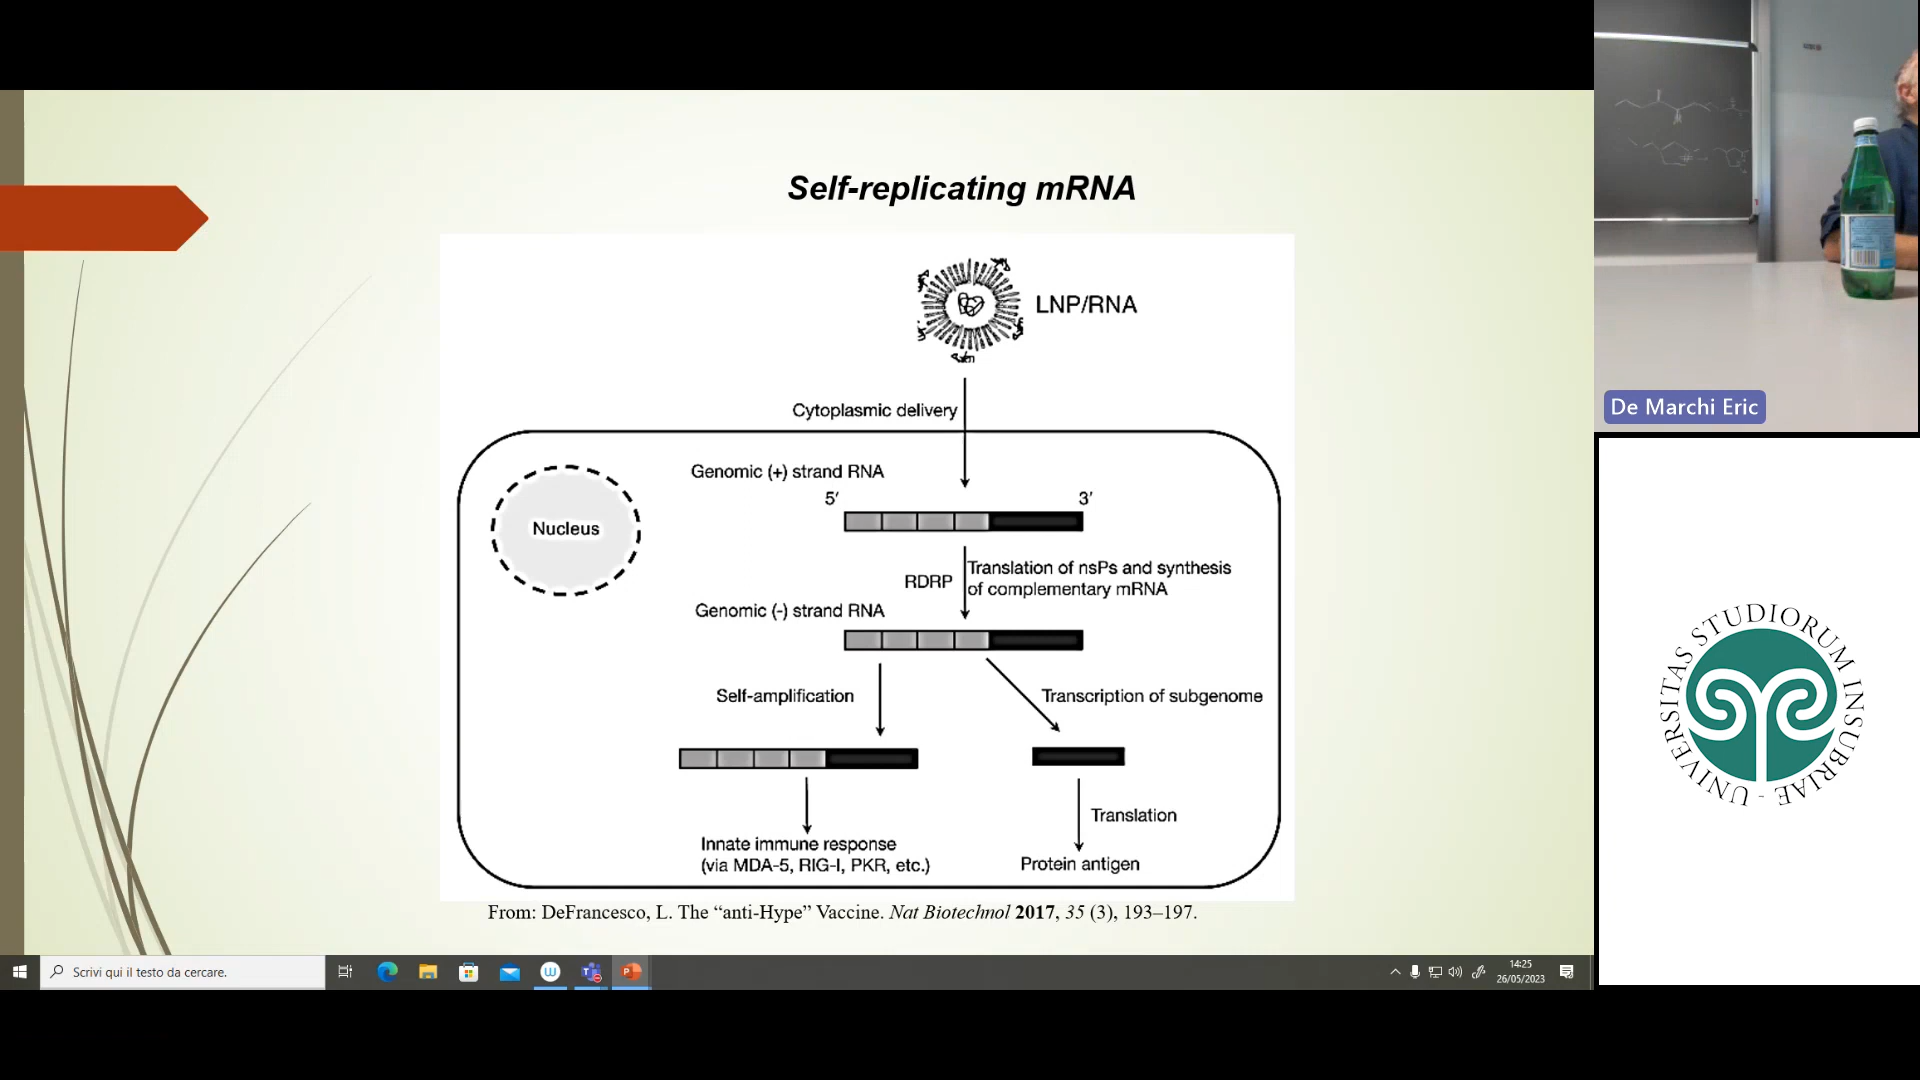 Self-replicating mRNA
LNP/RNA
Cytoplasmic delivery
Genomic (+) strand RNA
5′
3′
Nucleus
RDRP
Translation of nsPs and synthesis
of complementary mRNA
Genomic (-) strand RNA
Self-amplification
Transcription of subgenome
Innate immune response
(via MDA-5, RIG-I, PKR, etc.)
Translation
Protein antigen
From: DeFrancesco, L. The “anti-Hype” Vaccine. Nat Biotechnol 2017, 35 (3), 193–197.
Scrivi qui il testo da cercare.
14:25
26/05/2023
De Marchi Eric
UNIVERSITAS STUDIORUM INSUBRIAE -